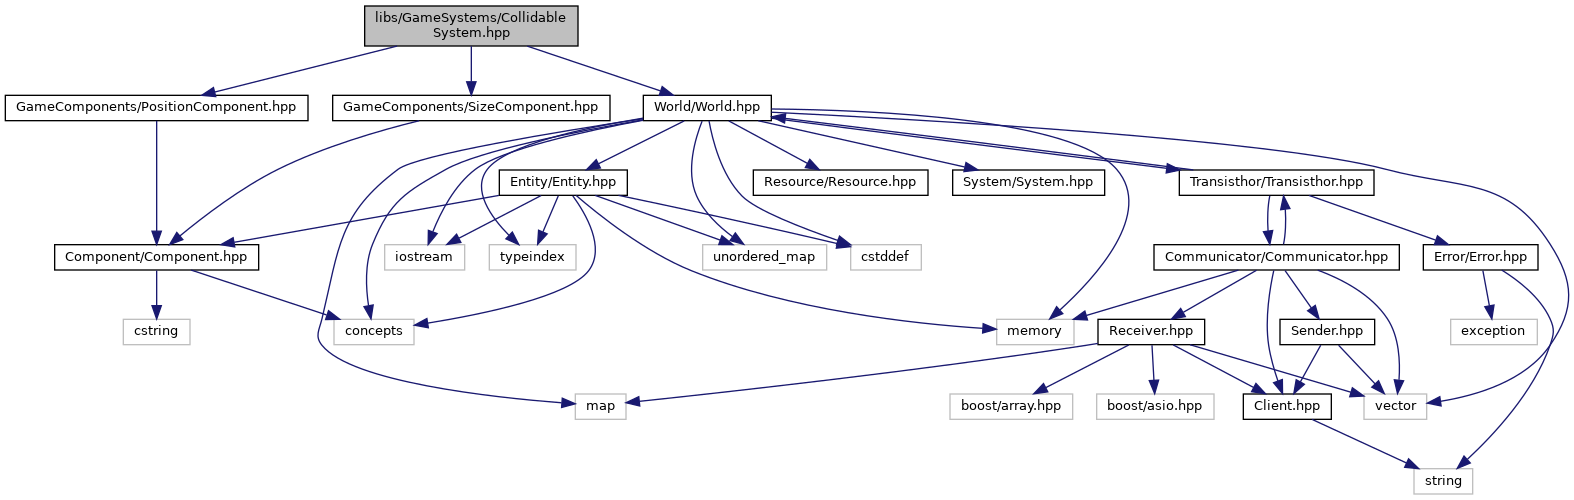 libs/GameSystems/Collidable
System.hpp
GameComponents/PositionComponent.hpp
GameComponents/SizeComponent.hpp
World/World.hpp
Entity/Entity.hpp
Resource/Resource.hpp
System/System.hpp
Transisthor/Transisthor.hpp
Component/Component.hpp
iostream
typeindex
unordered_map
cstddef
Communicator/Communicator.hpp
Error/Error.hpp
cstring
concepts
memory
Receiver.hpp
Sender.hpp
exception
map
boost/array.hpp
boost/asio.hpp
Client.hpp
vector
string